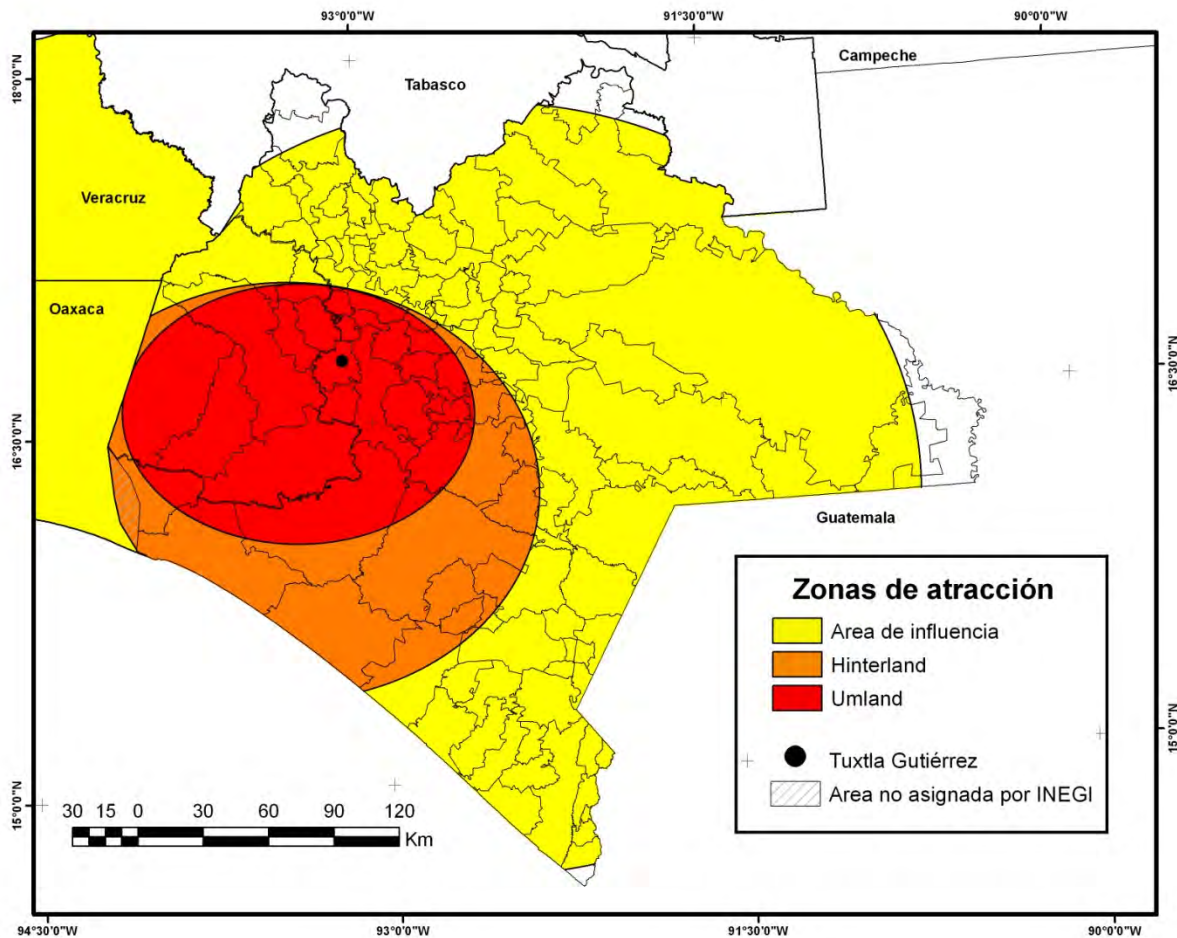 93°0'0"W
91°30'0"W
90°0'0"W
18°0'0"N
Campeche
Tabasco
Veracruz
Oaxaca
16°30'0"N
16°30'0"N
Guatemala
Zonas de atracción
Area de influencia
Hinterland
Umland
Tuxtla Gutiérrez
Area no asignada por INEGI
15°0'0"N
15°0'0"N
30 15 0 30 60 90 120
Km
94°30'0"W
93°0'0"W
91°30'0"W
90°0'0"W